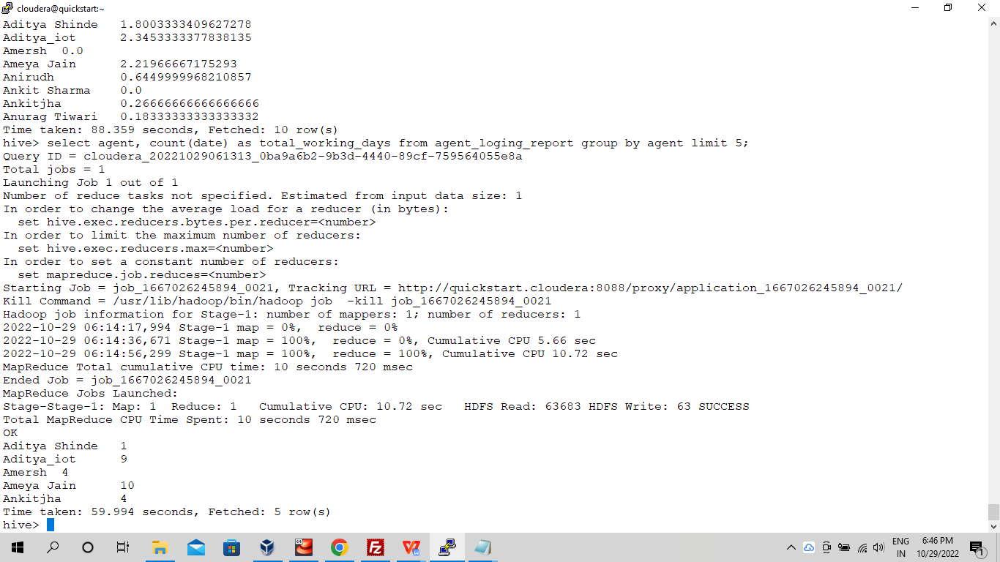 cloudera@quickstart:~
Aditya Shinde   1.8003333409627278
Aditya_iot      2.3453333377838135
Amersh  0.0
Ameya Jain      2.21966667175293
Anirudh         0.6449999968210857
Ankit Sharma    0.0
Ankitjha        0.26666666666666666
Anurag Tiwari   0.18333333333333332
Time taken: 88.359 seconds, Fetched: 10 row(s)
hive> select agent, count(date) as total_working_days from agent_loging_report group by agent limit 5;
Query ID = cloudera_20221029061313_0ba9a6b2-9b3d-4440-89cf-759564055e8a
Total jobs = 1
Launching Job 1 out of 1
Number of reduce tasks not specified. Estimated from input data size: 1
In order to change the average load for a reducer (in bytes):
  set hive.exec.reducers.bytes.per.reducer=<number>
In order to limit the maximum number of reducers:
  set hive.exec.reducers.max=<number>
In order to set a constant number of reducers:
  set mapreduce.job.reduces=<number>
Starting Job = job_1667026245894_0021, Tracking URL = http://quickstart.cloudera:8088/proxy/application_1667026245894_0021/
Kill Command = /usr/lib/hadoop/bin/hadoop job  -kill job_1667026245894_0021
Hadoop job information for Stage-1: number of mappers: 1; number of reducers: 1
2022-10-29 06:14:17,994 Stage-1 map = 0%,  reduce = 0%
2022-10-29 06:14:36,671 Stage-1 map = 100%,  reduce = 0%, Cumulative CPU 5.66 sec
2022-10-29 06:14:56,299 Stage-1 map = 100%,  reduce = 100%, Cumulative CPU 10.72 sec
MapReduce Total cumulative CPU time: 10 seconds 720 msec
Ended Job = job_1667026245894_0021
MapReduce Jobs Launched:
Stage-Stage-1: Map: 1  Reduce: 1   Cumulative CPU: 10.72 sec   HDFS Read: 63683 HDFS Write: 63 SUCCESS
Total MapReduce CPU Time Spent: 10 seconds 720 msec
OK
Aditya Shinde   1
Aditya_iot      9
Amersh  4
Ameya Jain      10
Ankitjha        4
Time taken: 59.994 seconds, Fetched: 5 row(s)
hive>
ENG 6:46 PM
IN 10/29/2022 1